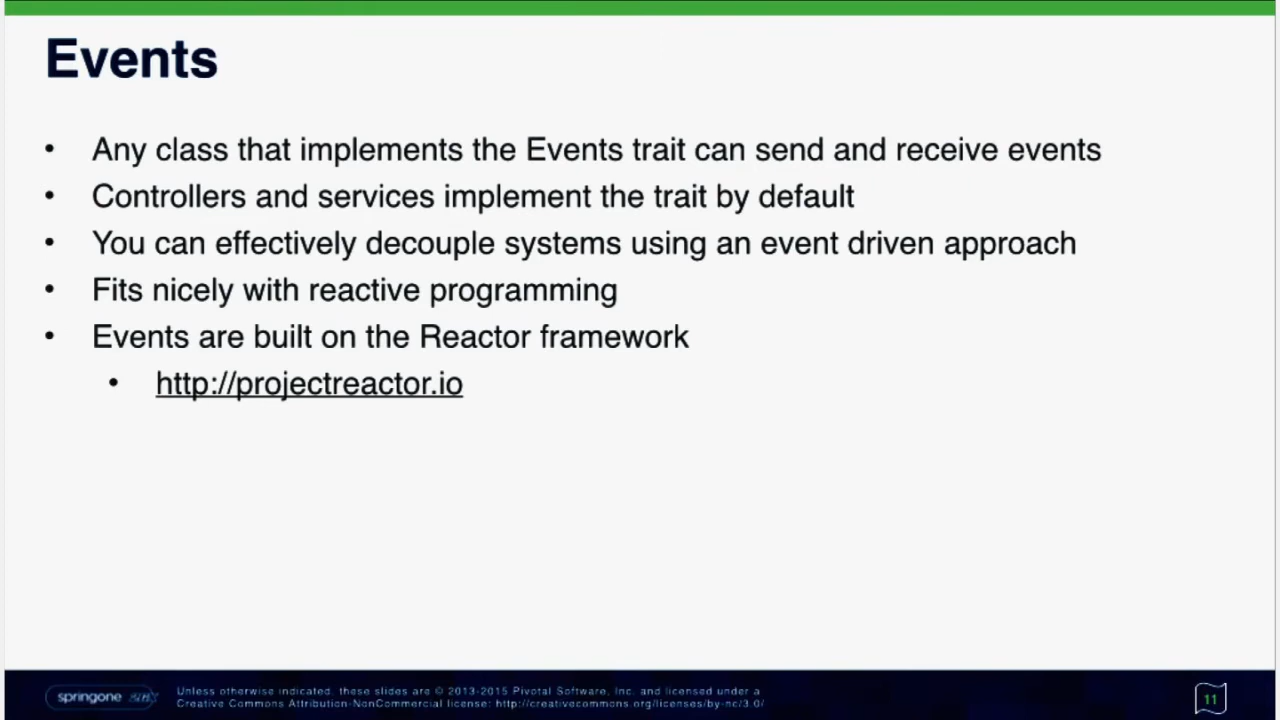 Events
• Any class that implements the Events trait can send and receive events
• Controllers and services implement the trait by default
• You can effectively decouple systems using an event driven approach
• Fits nicely with reactive programming
• Events are built on the Reactor framework
• http://projectreactor.io
springone
Unless otherwise indicated, these slides are © 2013-2015 Pivotal Software, Inc. and licensed under a
Creative Commons Attribution-NonCommercial license: http://creativecommons.org/licenses/by-nc/3.0/
11